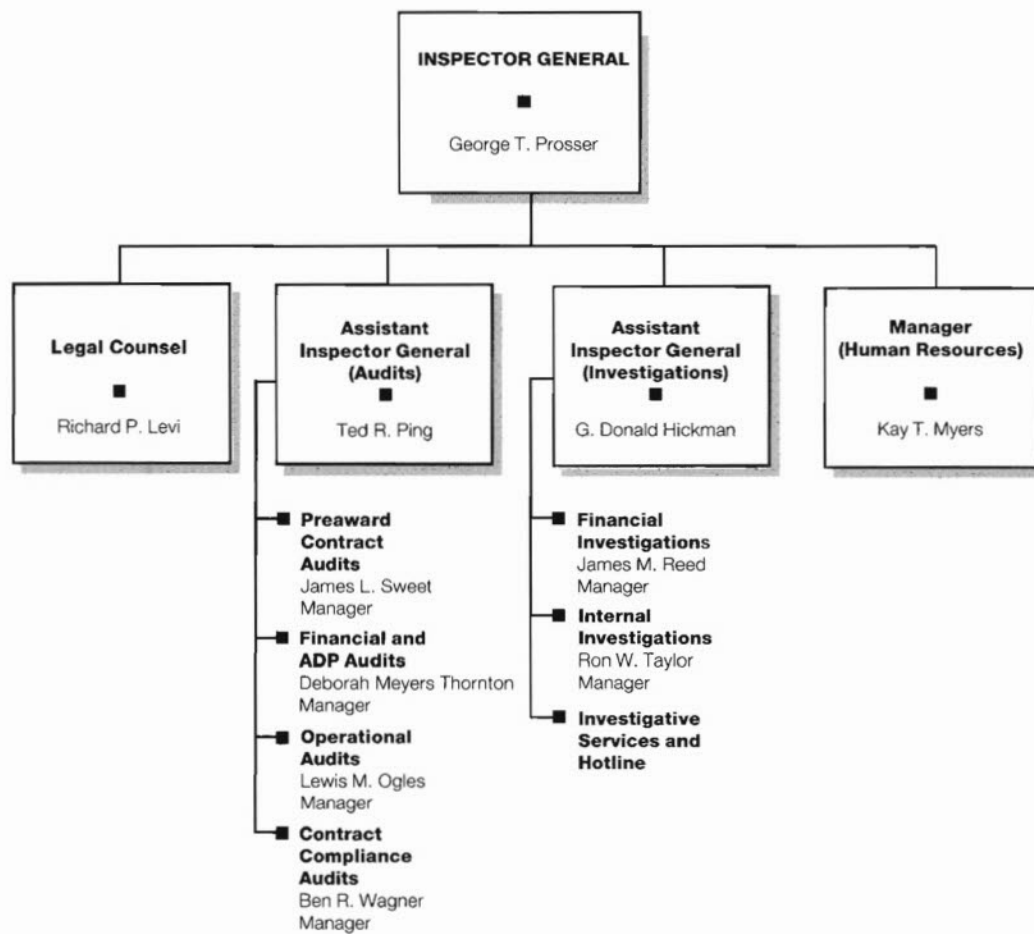 INSPECTOR GENERAL
George T. Prosser
Legal Counsel
Richard P. Levi
Assistant
Inspector General
(Audits)
Ted R. Ping
Assistant
Inspector General
(Investigations)
G. Donald Hickman
Manager
(Human Resources)
Kay T. Myers
Preaward
Contract
Audits
James L. Sweet
Manager
Financial and
ADP Audits
Deborah Meyers Thornton
Manager
Operational
Audits
Lewis M. Ogles
Manager
Contract
Compliance
Audits
Ben R. Wagner
Manager
Financial
Investigations
James M. Reed
Manager
Internal
Investigations
Ron W. Taylor
Manager
Investigative
Services and
Hotline